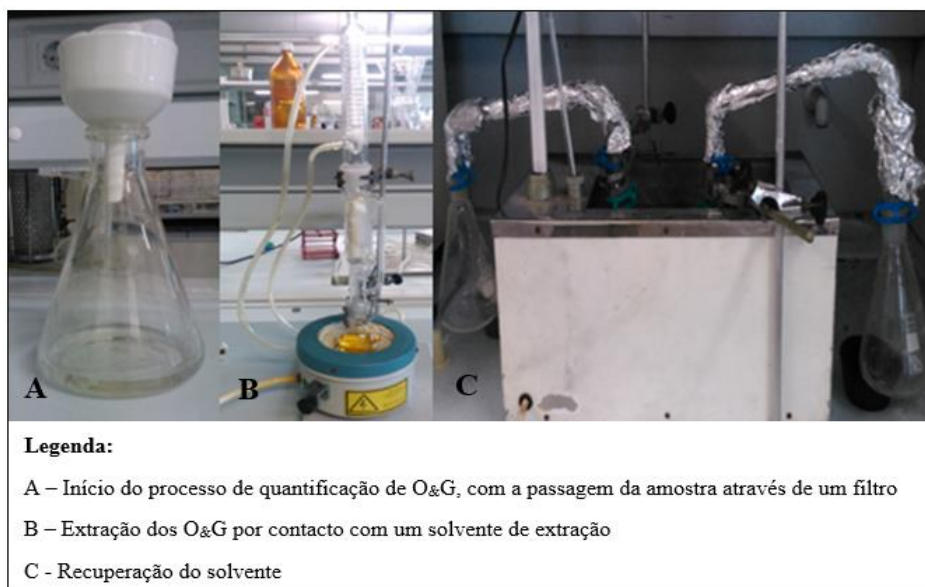 A
B
C
Legenda:
A – Início do processo de quantificação de O&G, com a passagem da amostra através de um filtro
B – Extração dos O&G por contacto com um solvente de extração
C - Recuperação do solvente